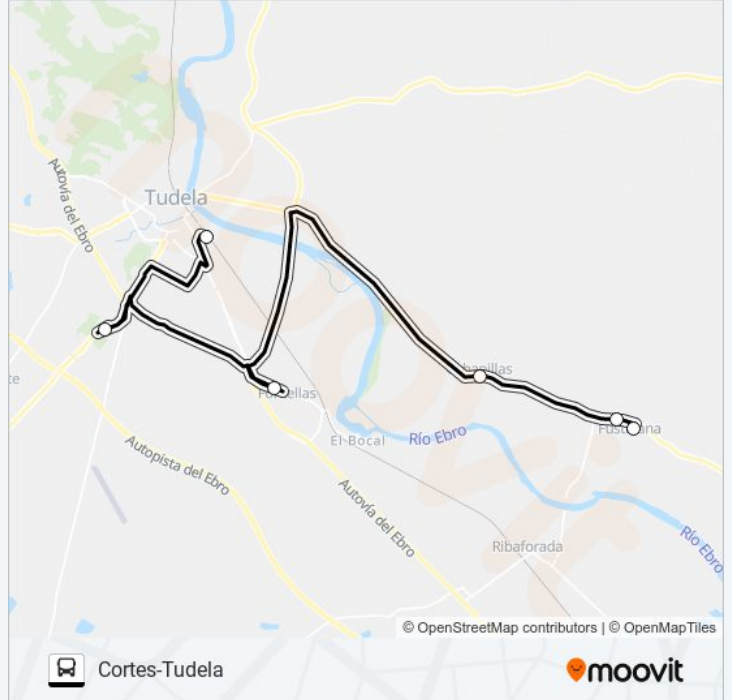 Autovía del Ebro
Tudela
Fustiñana
El Bocal
Río Ebro
Autopista del Ebro
Autovía del Ebro
Ribaforada
Río Ebro
© OpenStreetMap contributors | © OpenMapTiles
Cortes-Tudela
moovit